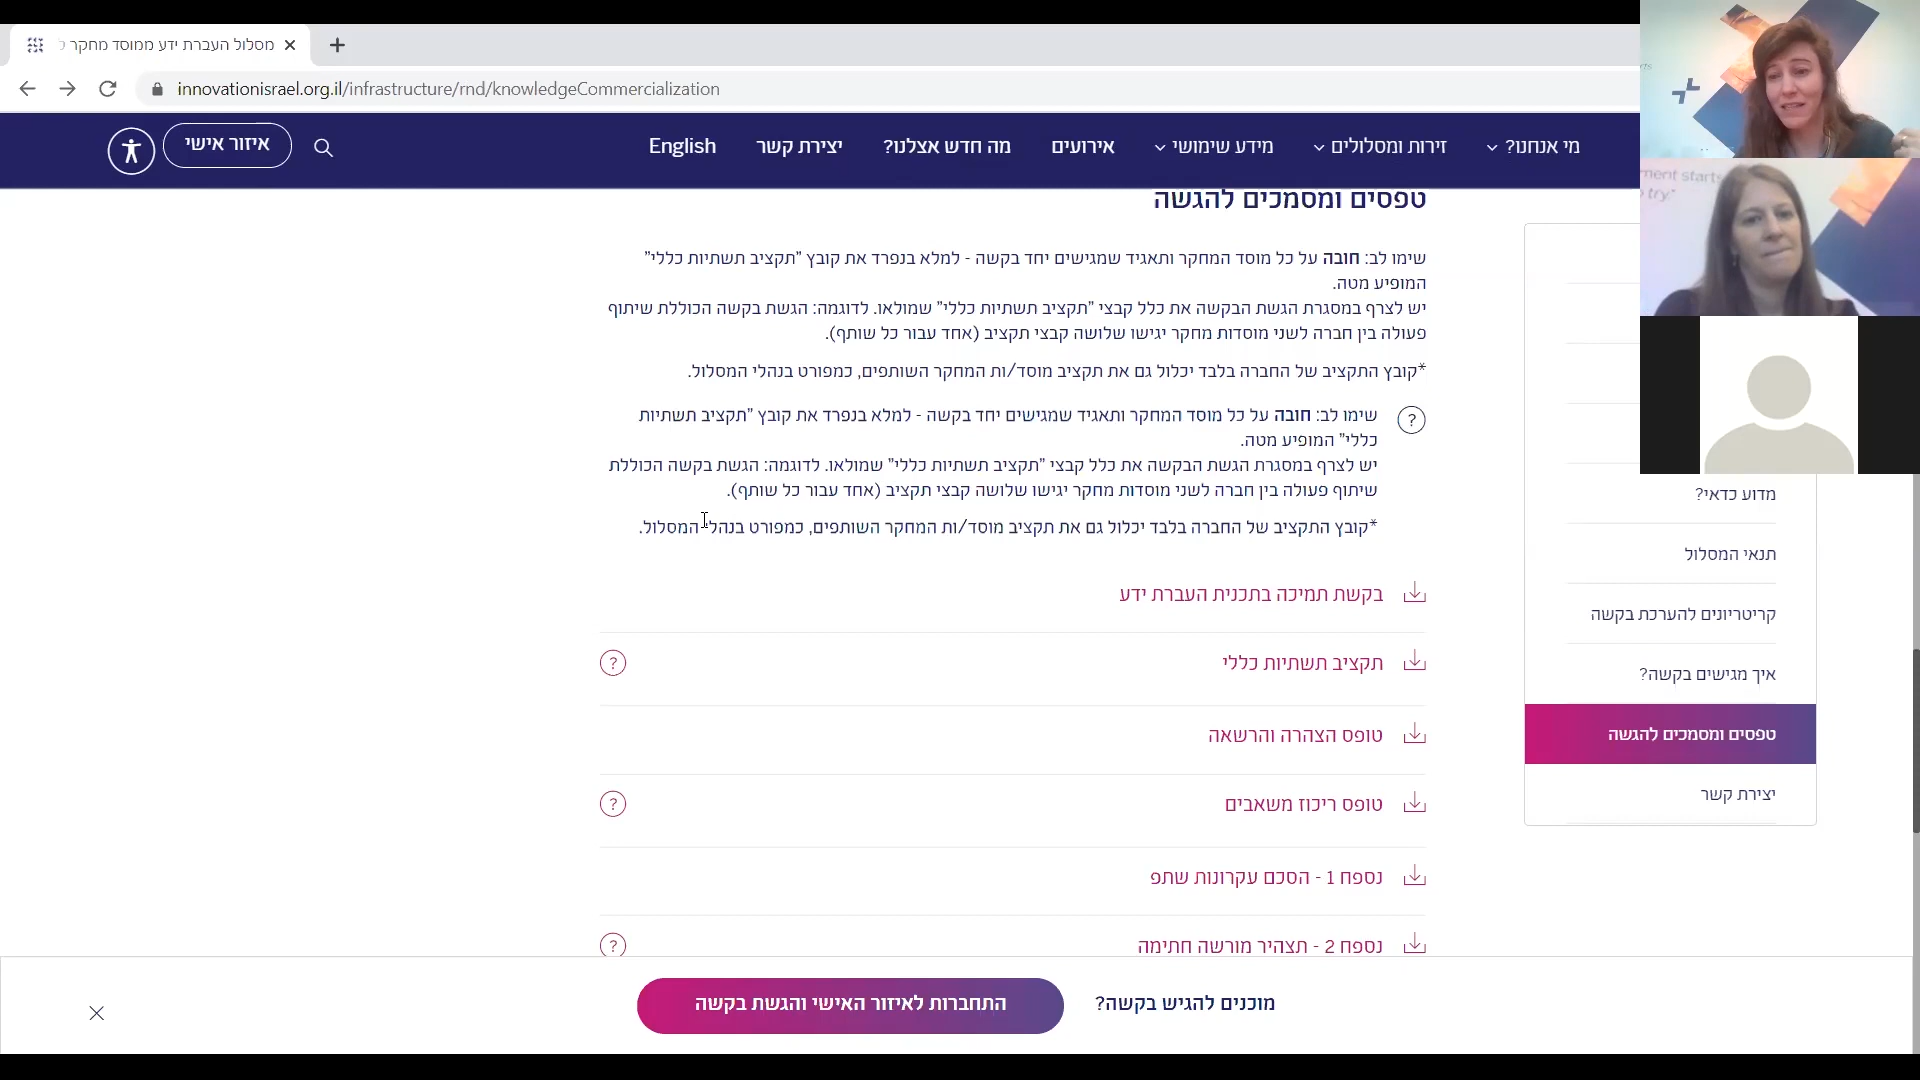 מסלול העברת ידע ממוסד מחקר ל
innovationisrael.org.il/infrastructure/rnd/knowledgeCommercialization
מי אנחנו?
זירות ומסלולים
מידע שימושי
אירועים
מה חדש אצלנו?
יצירת קשר
English
איזור אישי
טפסים ומסמכים להגשה
שימו לב: חובה על כל מוסד המחקר ותאגיד שמגישים יחד בקשה - למלא בנפרד את קובץ "תקציב תשתיות כללי"
המופיע מטה.
יש לצרף במסגרת הגשת הבקשה את כלל קבצי "תקציב תשתיות כללי" שמולאו. לדוגמה: הגשת בקשה הכוללת שיתוף
פעולה בין חברה לשני מוסדות מחקר יגישו שלושה קבצי תקציב (אחד עבור כל שותף).
*קובץ התקציב של החברה בלבד יכלול גם את תקציב מוסד/ות המחקר השותפים, כמפורט בנהלי המסלול.
שימו לב: חובה על כל מוסד המחקר ותאגיד שמגישים יחד בקשה - למלא בנפרד את קובץ "תקציב תשתיות
כללי" המופיע מטה.
יש לצרף במסגרת הגשת הבקשה את כלל קבצי "תקציב תשתיות כללי" שמולאו. לדוגמה: הגשת בקשה הכוללת
שיתוף פעולה בין חברה לשני מוסדות מחקר יגישו שלושה קבצי תקציב (אחד עבור כל שותף).
*קובץ התקציב של החברה בלבד יכלול גם את תקציב מוסד/ות המחקר השותפים, כמפורט בנהלי המסלול.
בקשת תמיכה בתכנית העברת ידע
תקציב תשתיות כללי
טופס הצהרה והרשאה
טופס ריכוז משאבים
נספח 1 - הסכם עקרונות שתפ
נספח 2 - תצהיר מורשה חתימה
מדוע כדאי?
תנאי המסלול
קריטריונים להערכת בקשה
איך מגישים בקשה?
טפסים ומסמכים להגשה
יצירת קשר
מוכנים להגיש בקשה?
התחברות לאיזור האישי והגשת בקשה
try."